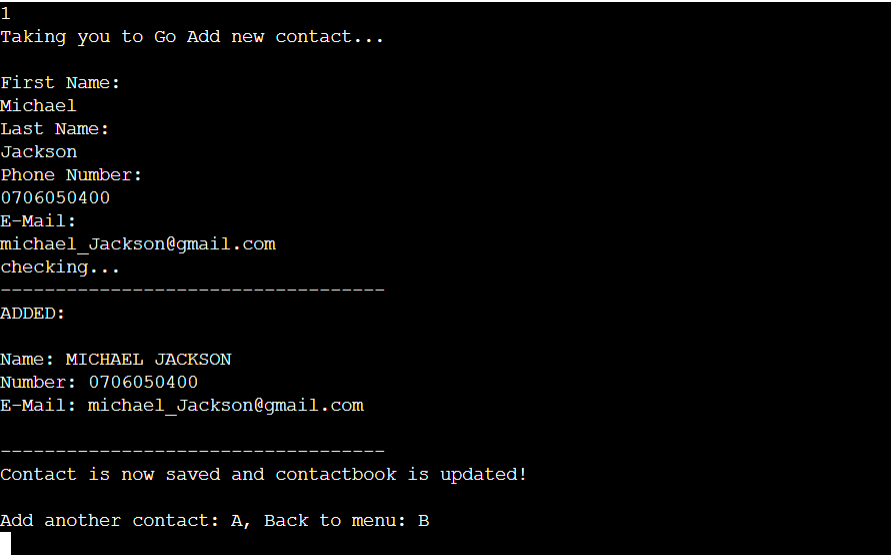 1
Taking you to Go Add new contact...
First Name:
Michael
Last Name:
Jackson
Phone Number:
0706050400
E-Mail:
michael_Jackson@gmail.com
checking...
-----------------------------------
ADDED:
Name: MICHAEL JACKSON
Number: 0706050400
E-Mail: michael_Jackson@gmail.com
-----------------------------------
Contact is now saved and contactbook is updated!
Add another contact: A, Back to menu: B